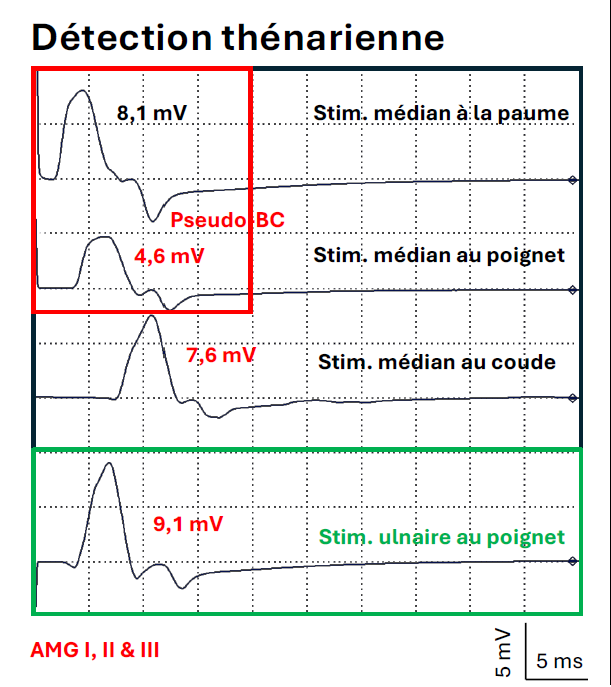 Détection thénarienne
8,1 mV
Stim. médian à la paume
Pseudo-BC
4,6 mV
Stim. médian au poignet
7,6 mV
Stim. médian au coude
9,1 mV
Stim. ulnaire au poignet
AMG I, II & III
5 mV
5 ms